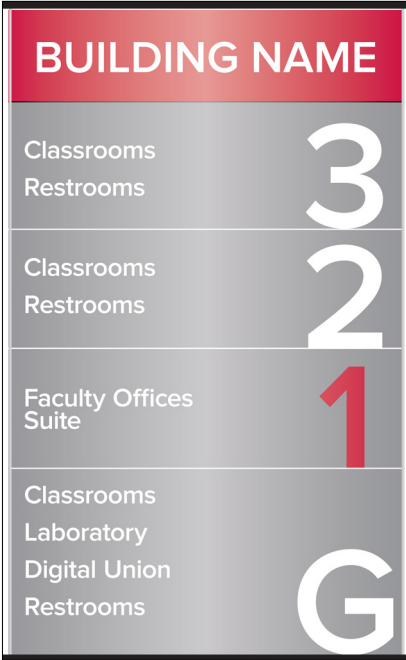 BUILDING NAME
Classrooms
Restrooms
3
Classrooms
Restrooms
2
Faculty Offices
Suite
1
Classrooms
Laboratory
Digital Union
Restrooms
G